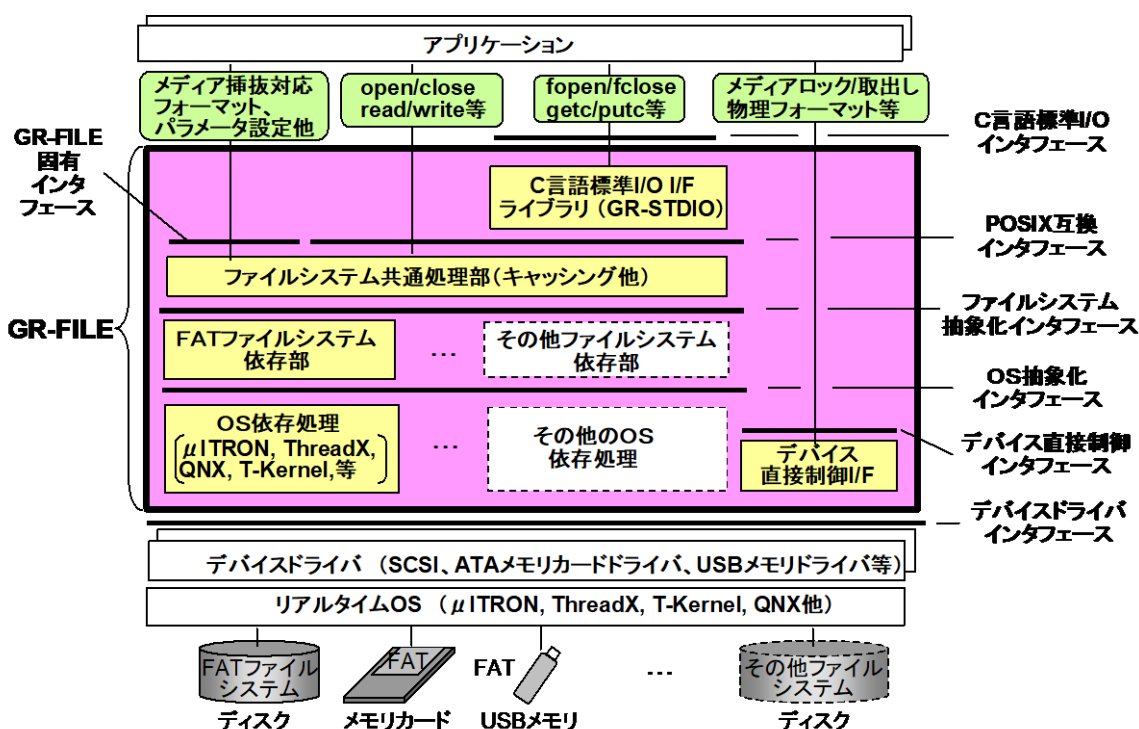 アプリケーション
メディア挿抜対応
フォーマット、
パラメータ設定他
open/close
read/write等
fopen/fclose
getc/putc等
メディアロック/取出し
物理フォーマット等
C言語標準I/O
インタフェース
GR-FILE
固有
インタ
フェース
C言語標準I/O I/F
ライブラリ(GR-STDIO)
POSIX互換
インタフェース
ファイルシステム共通処理部(キャッシング他)
ファイルシステム
抽象化インタフェース
GR-FILE
FATファイルシステム
依存部
...
その他ファイルシステム
依存部
OS抽象化
インタフェース
OS依存処理
μITRON, ThreadX,
QNX, T-Kernel,等
...
その他のOS
依存処理
デバイス
直接制御I/F
デバイス直接制御
インタフェース
デバイスドライバ
インタフェース
デバイスドライバ (SCSI、ATAメモリカードドライバ、USBメモリドライバ等)
リアルタイムOS (μITRON, ThreadX, T-Kernel, QNX他)
FATファイル
システム
ディスク
FAT
メモリカード
FAT
USBメモリ
...
その他ファイル
システム
ディスク